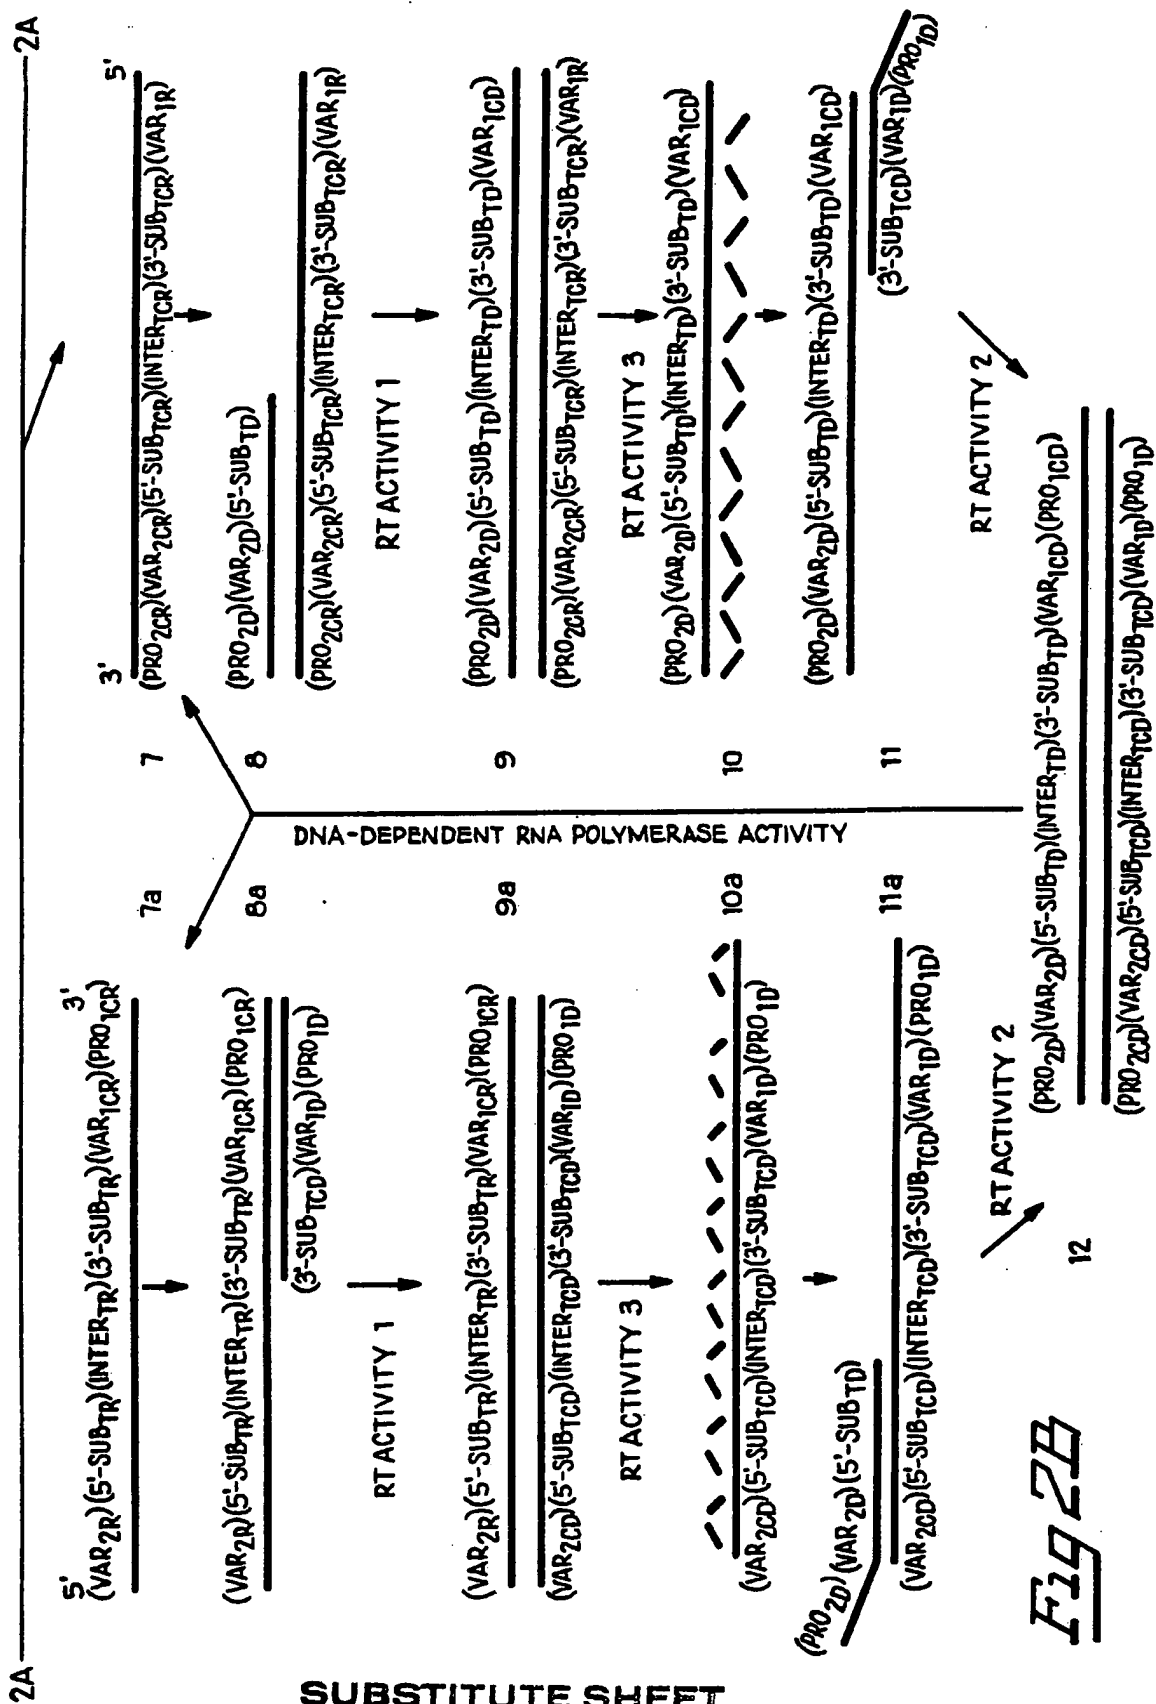 2A 2A
5' 3'
(VAR2R)(5'-SUBTR)(INTERTR)(3'-SUBTR)(VAR1CR)(PRO1CR)
7a
7
3' 5'
(PRO2CR)(VAR2CR)(5'-SUBTCR)(INTERTCR)(3'-SUBTCR)(VAR1R)
(VAR2R)(5'-SUBTR)(INTERTR)(3'-SUBTR)(VAR1CR)(PRO1CR)
(3'-SUBTCD)(VAR1D)(PRO1D)
8a
8
(PRO2D)(VAR2D)(5'-SUBTD)
(PRO2CR)(VAR2CR)(5'-SUBTCR)(INTERTCR)(3'-SUBTCR)(VAR1R)
DNA-DEPENDENT RNA POLYMERASE ACTIVITY
RT ACTIVITY 1
RT ACTIVITY 1
(VAR2R)(5'-SUBTR)(INTERTR)(3'-SUBTR)(VAR1CR)(PRO1CR)
(VAR2CD)(5'-SUBTCD)(INTERTCD)(3'-SUBTCD)(VAR1D)(PRO1D)
9a
9
(PRO2D)(VAR2D)(5'-SUBTD)(INTERTD)(3'-SUBTD)(VAR1CD)
(PRO2CR)(VAR2CR)(5'-SUBTCR)(INTERTCR)(3'-SUBTCR)(VAR1R)
RT ACTIVITY 3
RT ACTIVITY 3
(VAR2CD)(5'-SUBTCD)(INTERTCD)(3'-SUBTCD)(VAR1D)(PRO1D)
10a
10
(PRO2D)(VAR2D)(5'-SUBTD)(INTERTD)(3'-SUBTD)(VAR1CD)
(PRO2D)(VAR2D)(5'-SUBTD)
(VAR2CD)(5'-SUBTCD)(INTERTCD)(3'-SUBTCD)(VAR1D)(PRO1D)
11a
11
(PRO2D)(VAR2D)(5'-SUBTD)(INTERTD)(3'-SUBTD)(VAR1CD)
(3'-SUBTCD)(VAR1D)(PRO1D)
RT ACTIVITY 2
RT ACTIVITY 2
12
(PRO2D)(VAR2D)(5'-SUBTD)(INTERTD)(3'-SUBTD)(VAR1CD)(PRO1CD)
(PRO2CD)(VAR2CD)(5'-SUBTCD)(INTERTCD)(3'-SUBTCD)(VAR1D)(PRO1D)
Fig 2B
SUBSTITUTE SHEET